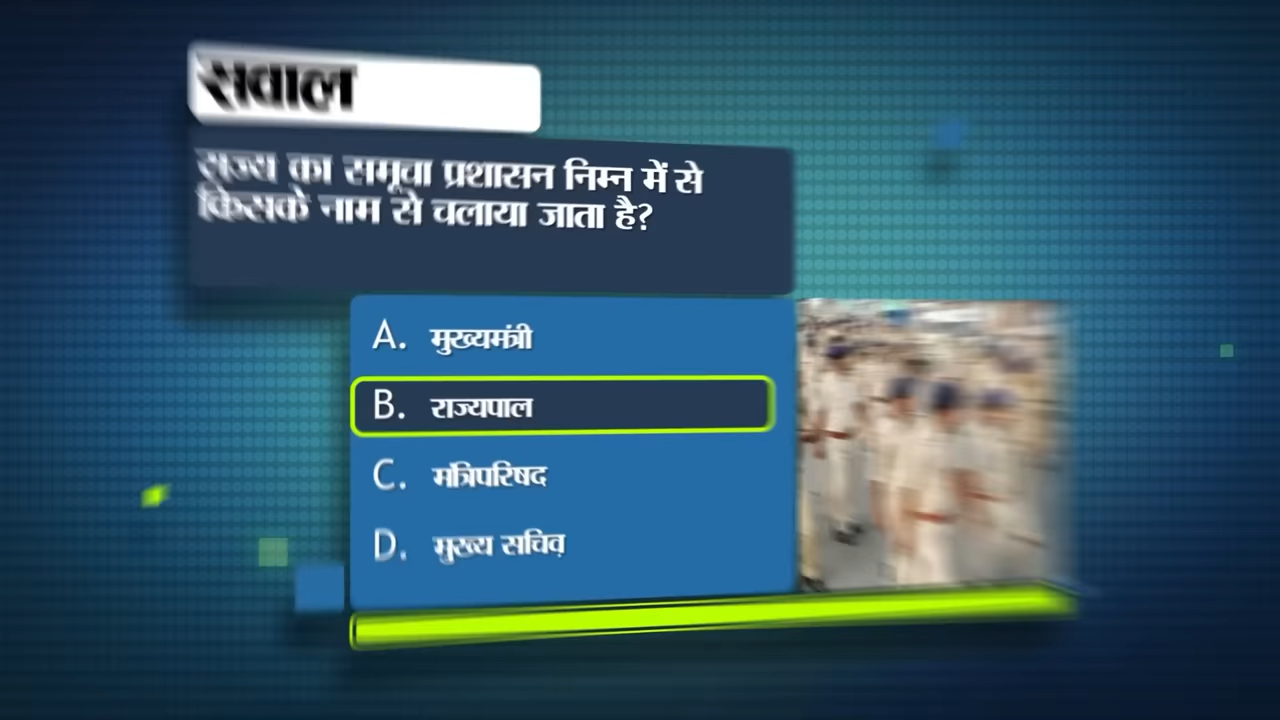 सवाल
राज्य का समूचा प्रशासन निम्न में से
किसके नाम से चलाया जाता है?
A. मुख्यमंत्री
B. राज्यपाल
C. मंत्रिपरिषद
D. मुख्य सचिव